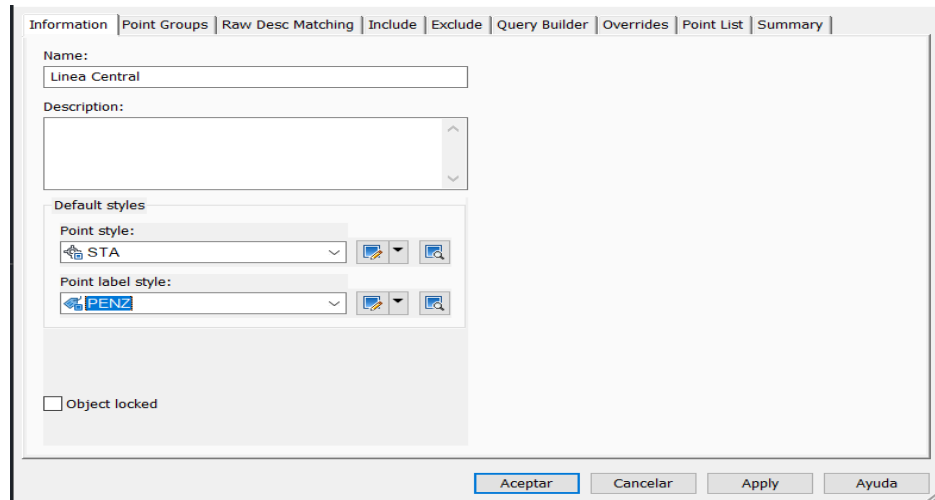 Information Point Groups Raw Desc Matching Include Exclude Query Builder Overrides Point List Summary
Name:
Linea Central
Description:
Default styles
Point style:
STA
Point label style:
PENZ
Object locked
Aceptar Cancelar Apply Ayuda